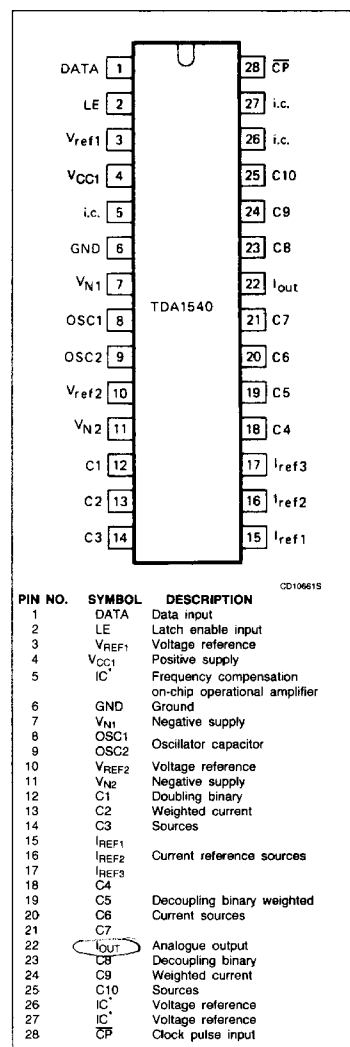 DATA 1 28 CP
LE 2 27 i.c.
Vref1 3 26 i.c.
VCC1 4 25 C10
i.c. 5 24 C9
GND 6 23 C8
VN1 7 22 Iout
TDA1540
OSC1 8 21 C7
OSC2 9 20 C6
Vref2 10 19 C5
VN2 11 18 C4
C1 12 17 Iref3
C2 13 16 Iref2
C3 14 15 Iref1
CD10661S
PIN NO. SYMBOL DESCRIPTION
1 DATA Data input
2 LE Latch enable input
3 VREF1 Voltage reference
4 VCC1 Positive supply
5 IC* Frequency compensation
on-chip operational amplifier
6 GND Ground
7 VN1 Negative supply
8 OSC1
Oscillator capacitor
9 OSC2
10 VREF2 Voltage reference
11 VN2 Negative supply
12 C1 Doubling binary
13 C2 Weighted current
14 C3 Sources
15 IREF1
16 IREF2 Current reference sources
17 IREF3
18 C4
19 C5 Decoupling binary weighted
20 C6 Current sources
21 C7
22 IOUT Analogue output
23 C8 Decoupling binary
24 C9 Weighted current
25 C10 Sources
26 IC* Voltage reference
27 IC* Voltage reference
28 CP Clock pulse input